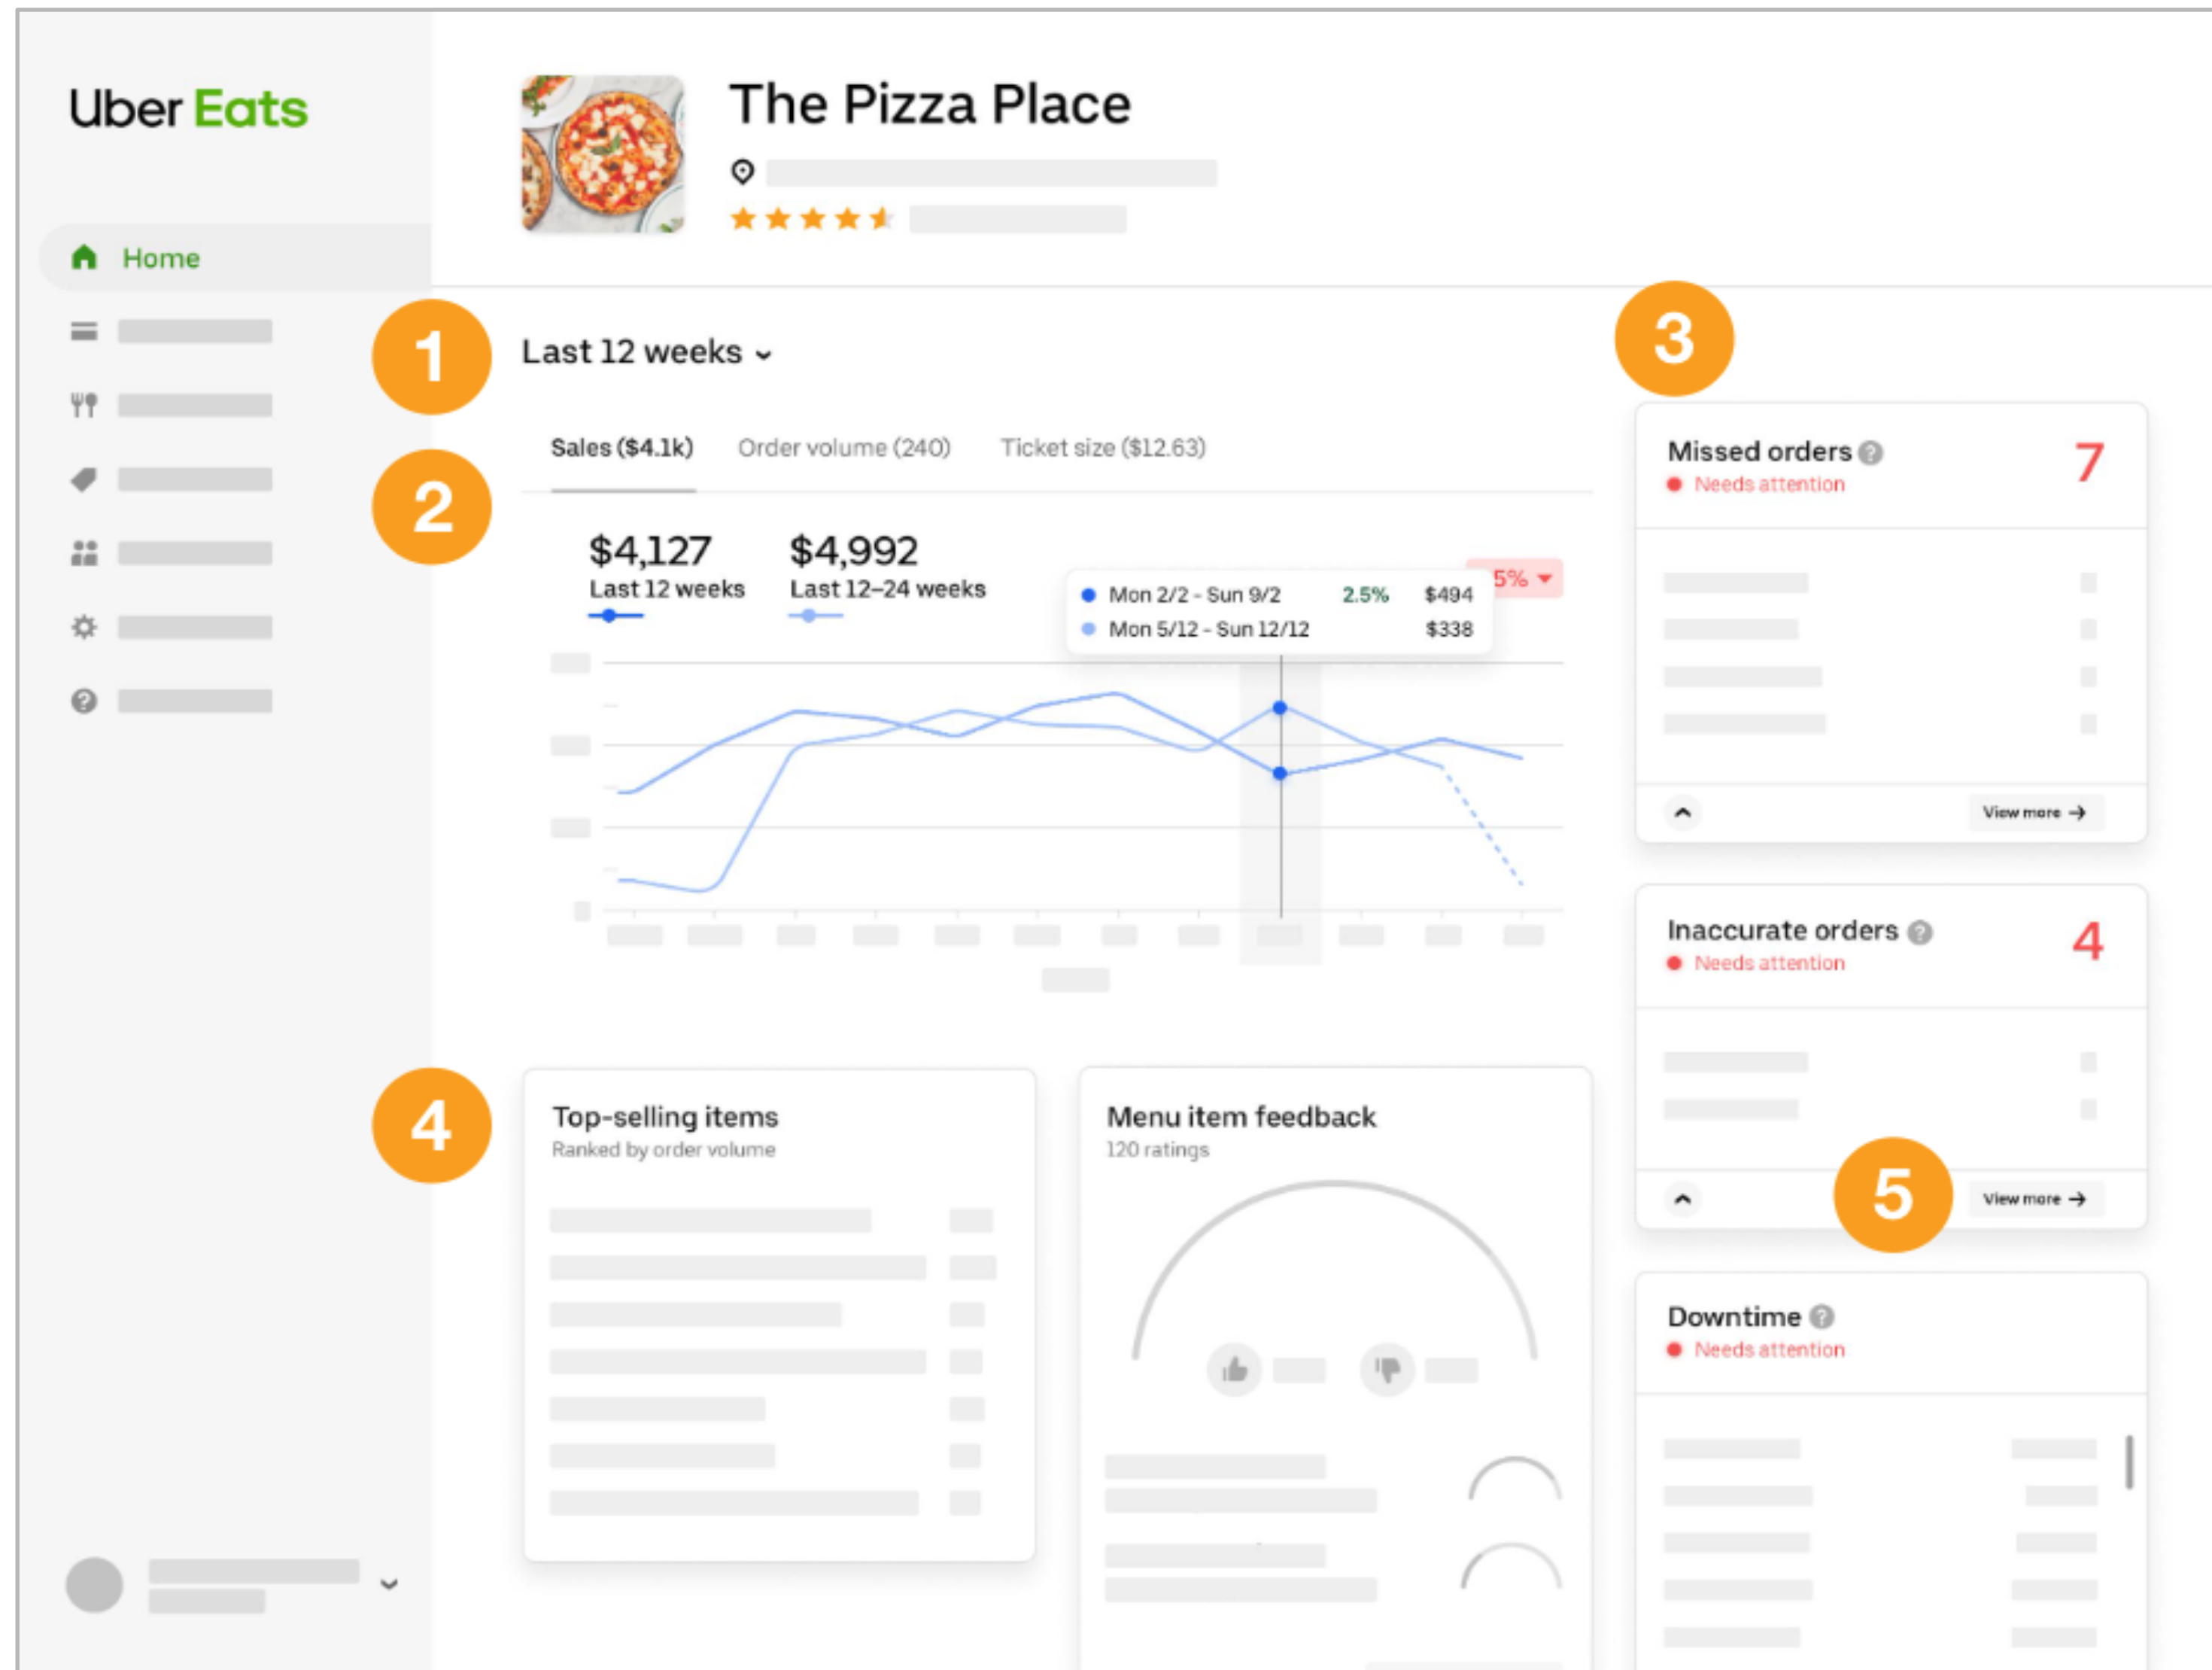 Uber Eats
Home
The Pizza Place
1
Last 12 weeks
2
Sales ($4.1k) Order volume (240) Ticket size ($12.63)
$4,127 $4,992
Last 12 weeks Last 12–24 weeks
5%
Mon 2/2 - Sun 9/2 2.5% $494
Mon 5/12 - Sun 12/12 $338
3
Missed orders ? 7
Needs attention
View more →
Inaccurate orders ? 4
Needs attention
5
View more →
Downtime ?
Needs attention
4
Top-selling items
Ranked by order volume
Menu item feedback
120 ratings